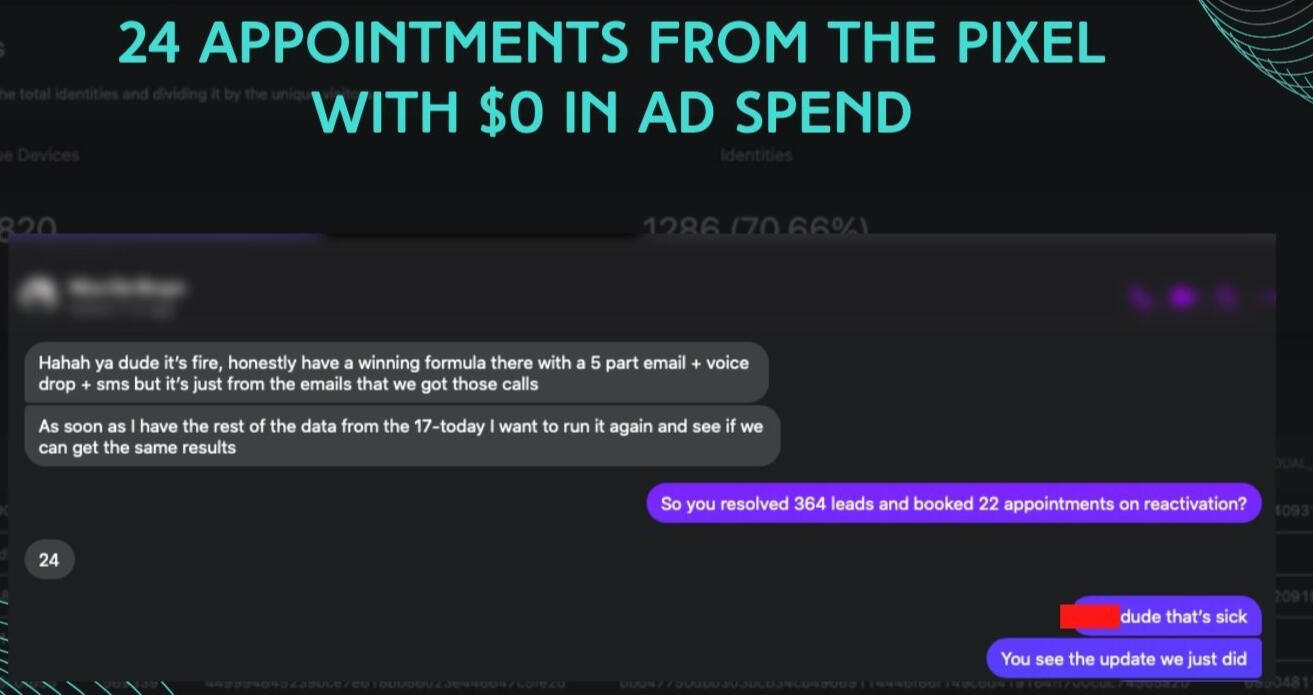 24 APPOINTMENTS FROM THE PIXEL
WITH $0 IN AD SPEND
he total identities and dividing it by the unique
e Devices
Identities
820
1286 (70.66%)
Hahah ya dude it's fire, honestly have a winning formula there with a 5 part email + voice
drop + sms but it's just from the emails that we got those calls
As soon as I have the rest of the data from the 17-today I want to run it again and see if we
can get the same results
So you resolved 364 leads and booked 22 appointments on reactivation?
24
dude that's sick
You see the update we just did